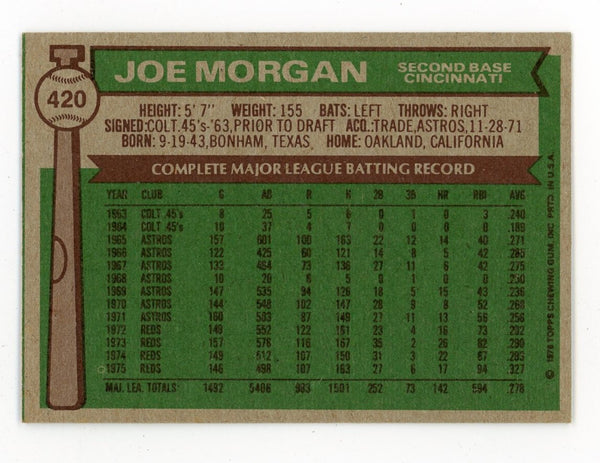 420
JOE MORGAN
SECOND BASE
CINCINNATI
HEIGHT: 5' 7" WEIGHT: 155 BATS: LEFT THROWS: RIGHT
SIGNED:COLT.45's-'63,PRIOR TO DRAFT ACQ.:TRADE,ASTROS,11-28-71
BORN: 9-19-43,BONHAM, TEXAS HOME: OAKLAND, CALIFORNIA
COMPLETE MAJOR LEAGUE BATTING RECORD
YEAR CLUB G AB R H 2B 3B HR RBI AVG
1963 COLT .45's 8 25 5 6 0 1 0 3 .240
1964 COLT .45's 10 37 4 7 0 0 0 0 .189
1965 ASTROS 157 601 100 163 22 12 14 40 .271
1966 ASTROS 122 425 60 121 14 8 5 42 .285
1967 ASTROS 133 494 73 136 27 11 6 42 .275
1968 ASTROS 10 20 6 5 0 1 0 0 .250
1969 ASTROS 147 535 94 126 18 5 15 43 .236
1970 ASTROS 144 548 102 147 28 9 8 52 .268
1971 ASTROS 160 583 87 149 27 11 13 56 .256
1972 REDS 149 552 122 161 23 4 16 73 .292
1973 REDS 157 576 116 167 35 2 26 82 .290
1974 REDS 149 512 107 150 31 3 22 67 .293
1975 REDS 146 498 107 163 27 6 17 94 .327
MAJ. LEA. TOTALS 1492 5406 983 1501 252 73 142 594 .278
© 1976 TOPPS CHEWING GUM, INC. PRTD. IN U.S.A.